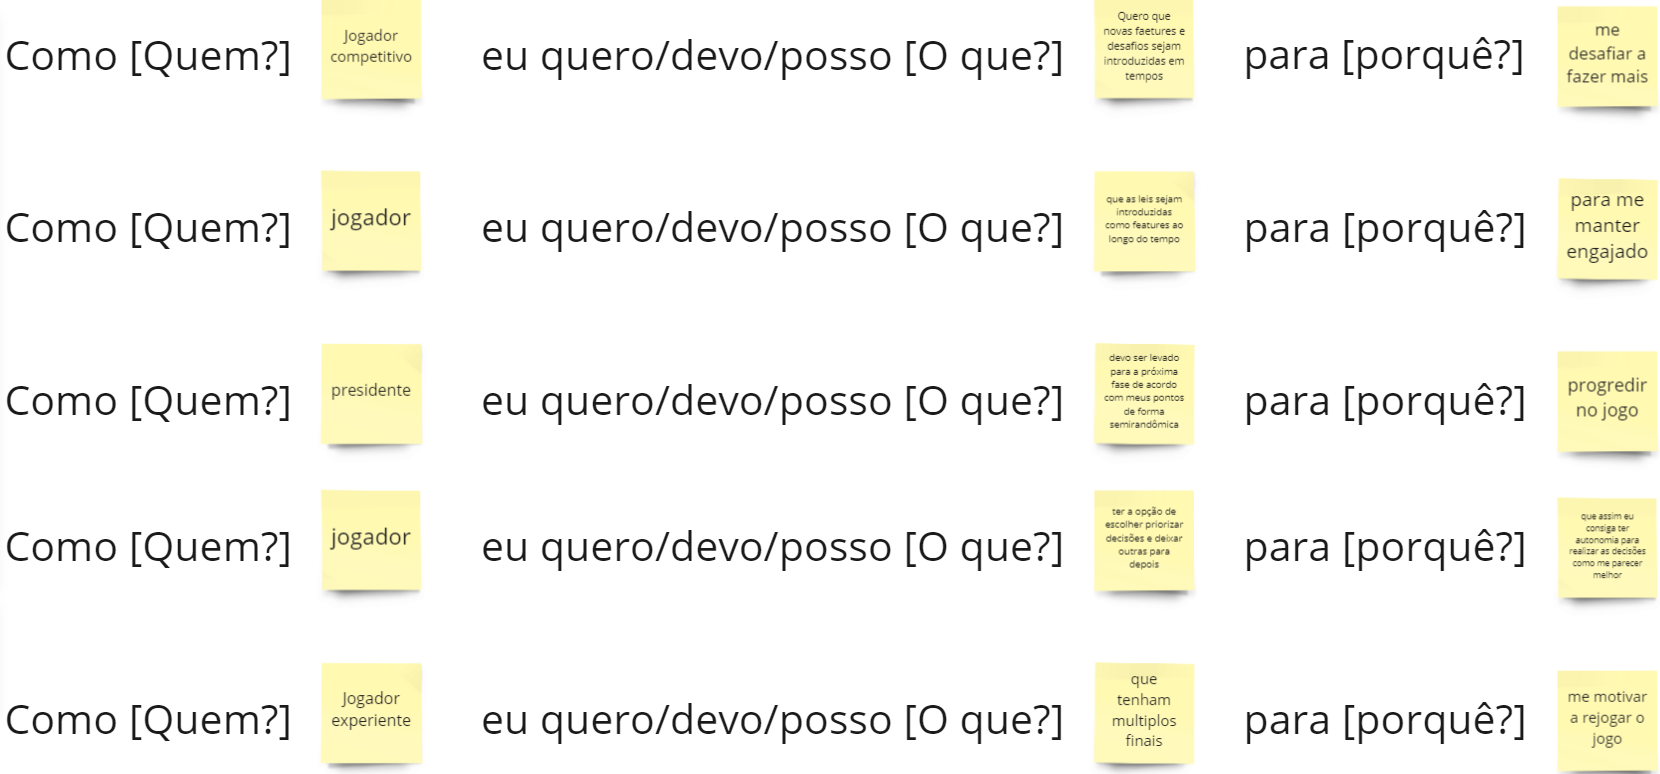 Como [Quem?]
Jogador
competitivo
eu quero/devo/posso [O que?]
Quero que
novas faetures e
desafios sejam
introduzidas em
tempos
para [porquê?]
me
desafiar a
fazer mais
Como [Quem?]
jogador
eu quero/devo/posso [O que?]
que as leis sejam
introduzidas
como features ao
longo do tempo
para [porquê?]
para me
manter
engajado
Como [Quem?]
presidente
eu quero/devo/posso [O que?]
devo ser levado
para a próxima
fase de acordo
com meus pontos
de forma
semirandômica
para [porquê?]
progredir
no jogo
Como [Quem?]
jogador
eu quero/devo/posso [O que?]
ter a opção de
escolher priorizar
decisões e deixar
outras para
depois
para [porquê?]
que assim eu
consiga ter
autonomia para
realizar as decisões
como me parecer
melhor
Como [Quem?]
Jogador
experiente
eu quero/devo/posso [O que?]
que
tenham
multiplos
finais
para [porquê?]
me motivar
a rejogar o
jogo